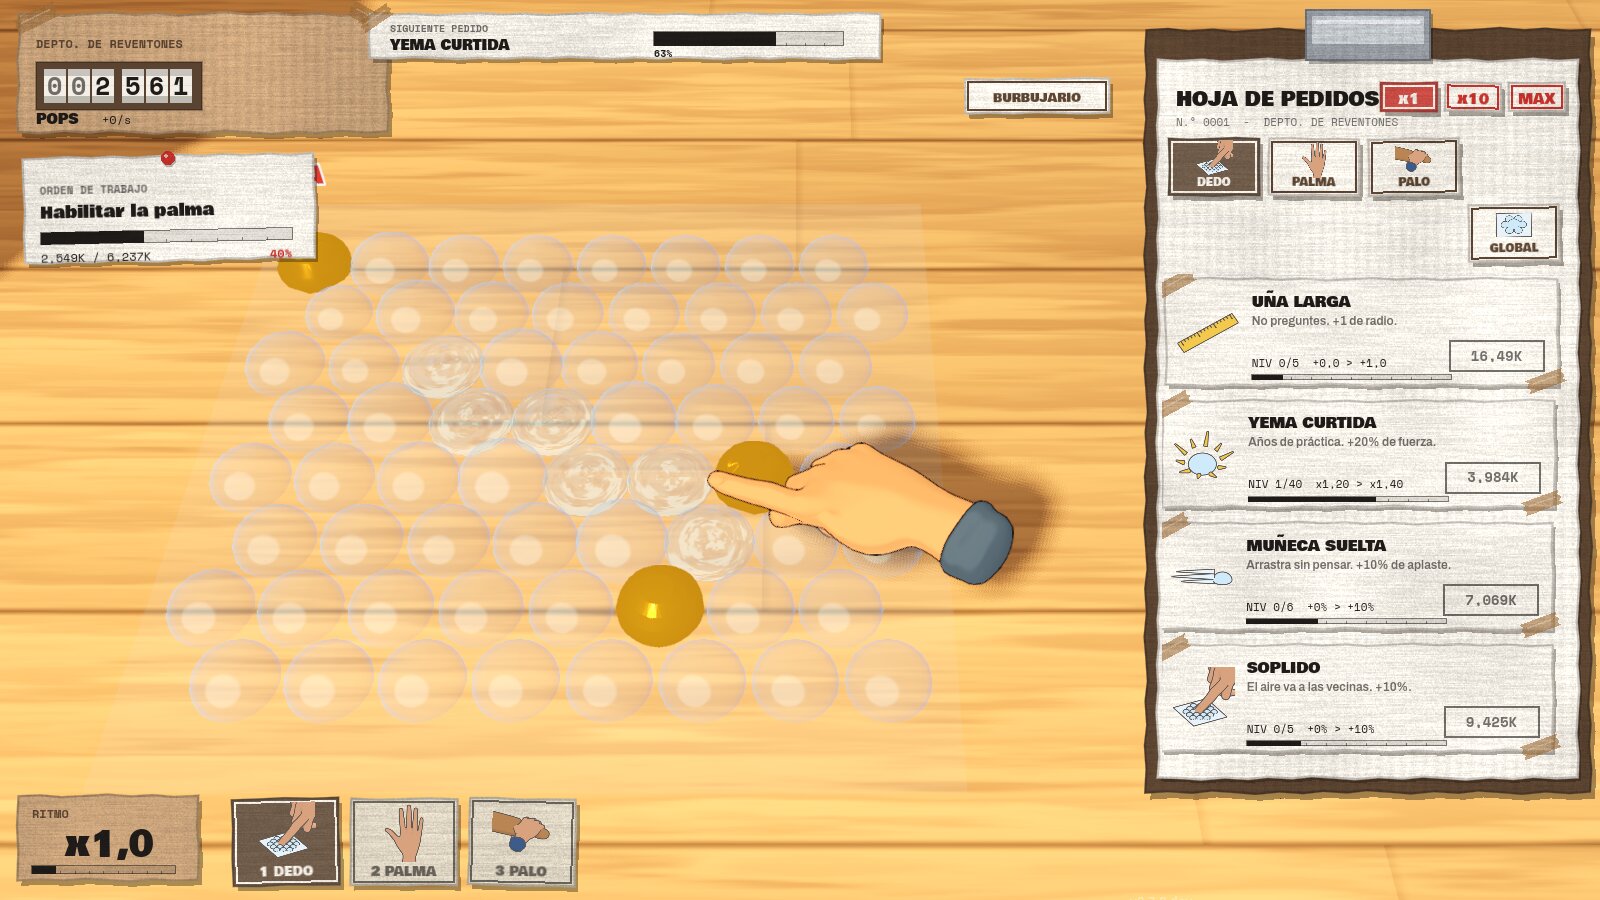 DEPTO. DE REVENTONES
002561
POPS +0/s
SIGUIENTE PEDIDO
YEMA CURTIDA
63%
BURBUJARIO
ORDEN DE TRABAJO
Habilitar la palma
2,549K / 6,237K
40%
HOJA DE PEDIDOS
x1
x10
MAX
N.° 0001 - DEPTO. DE REVENTONES
DEDO
PALMA
PALO
GLOBAL
UÑA LARGA
No preguntes. +1 de radio.
NIV 0/5 +0,0 > +1,0
16,49K
YEMA CURTIDA
Años de práctica. +20% de fuerza.
NIV 1/40 x1,20 > x1,40
3,984K
MUÑECA SUELTA
Arrastra sin pensar. +10% de aplaste.
NIV 0/6 +0% > +10%
7,069K
SOPLIDO
El aire va a las vecinas. +10%.
NIV 0/5 +0% > +10%
9,425K
RITMO
x1,0
1 DEDO
2 PALMA
3 PALO